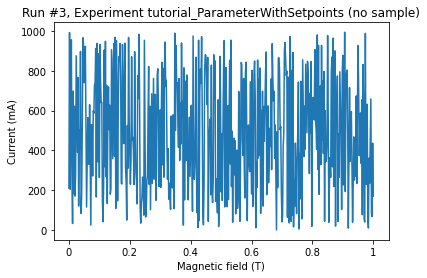 Run #3, Experiment tutorial_ParameterWithSetpoints (no sample)
1000
800
600
400
200
0
Current (mA)
0 0.2 0.4 0.6 0.8 1
Magnetic field (T)